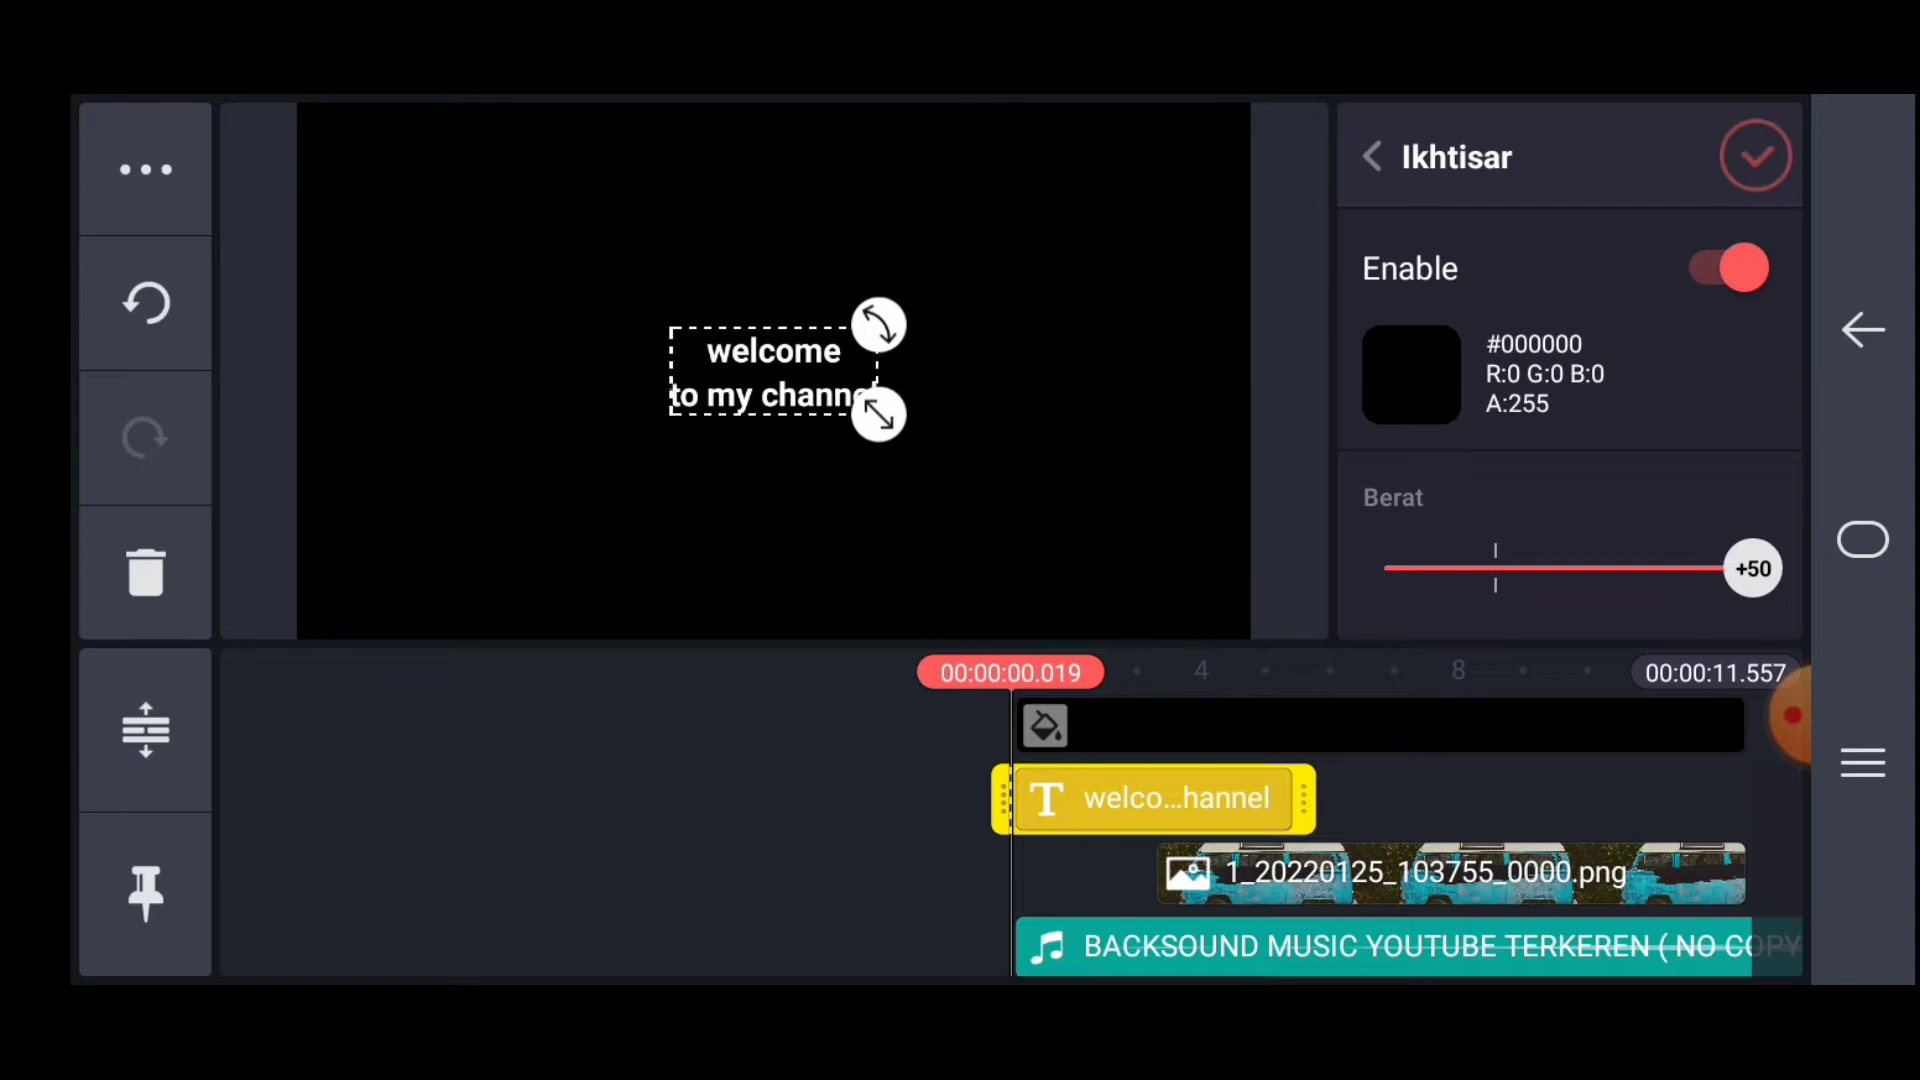 Ikhtisar
Enable
#000000
R:0 G:0 B:0
A:255
Berat
+50
welcome
to my channel
00:00:00.019
4
8
00:00:11.557
T welco...hannel
1_20220125_103755_0000.png
BACKSOUND MUSIC YOUTUBE TERKEREN ( NO COPY